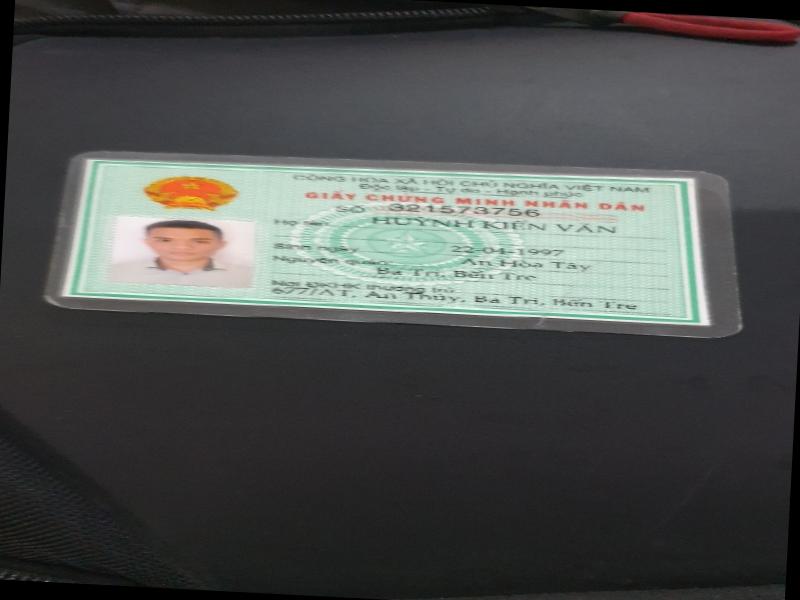 CỘNG HÒA XÃ HỘI CHỦ NGHĨA VIỆT NAM
Độc lập - Tự do - Hạnh phúc
GIẤY CHỨNG MINH NHÂN DÂN
SỐ 321573756
Họ tên HUỲNH KIẾN VĂN
Sinh ngày 22-04-1997
Nguyên quán An Hòa Tây
Ba Tri, Bến Tre
Nơi ĐKHK thường trú
An Thủy, Ba Tri, Bến Tre